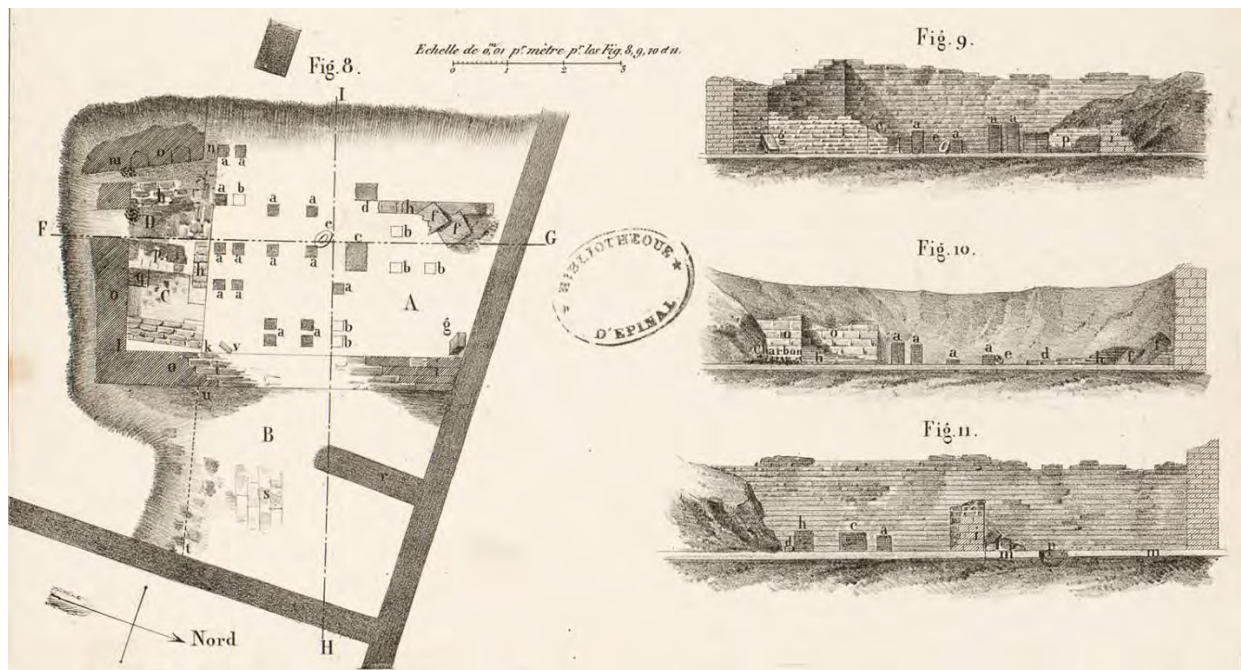 Fig. 8.
Echelle de 0,m01 pr. mètre pr. les Fig. 8, 9, 10 et 11.
0 1 2 3
I
m o n
a a
h a b
D a a d h f f
F e G
b
p a a a a c
h b b
q
C a a a
o A
a a b g
l k v a a b
o i i
u
B
r
s
t
Nord
H
BIBLIOTHEQUE
D'EPINAL
Fig. 9.
a a a
g o e a p i
Fig. 10.
o o a a
Charbon h a a e d h f
Fig. 11.
h c a i
d m m